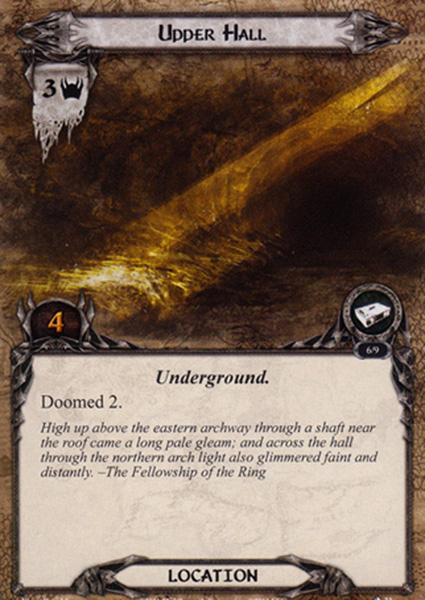 UPPER HALL
3
4
69
Underground.
Doomed 2.
High up above the eastern archway through a shaft near
the roof came a long pale gleam; and across the hall
through the northern arch light also glimmered faint and
distantly. –The Fellowship of the Ring
LOCATION